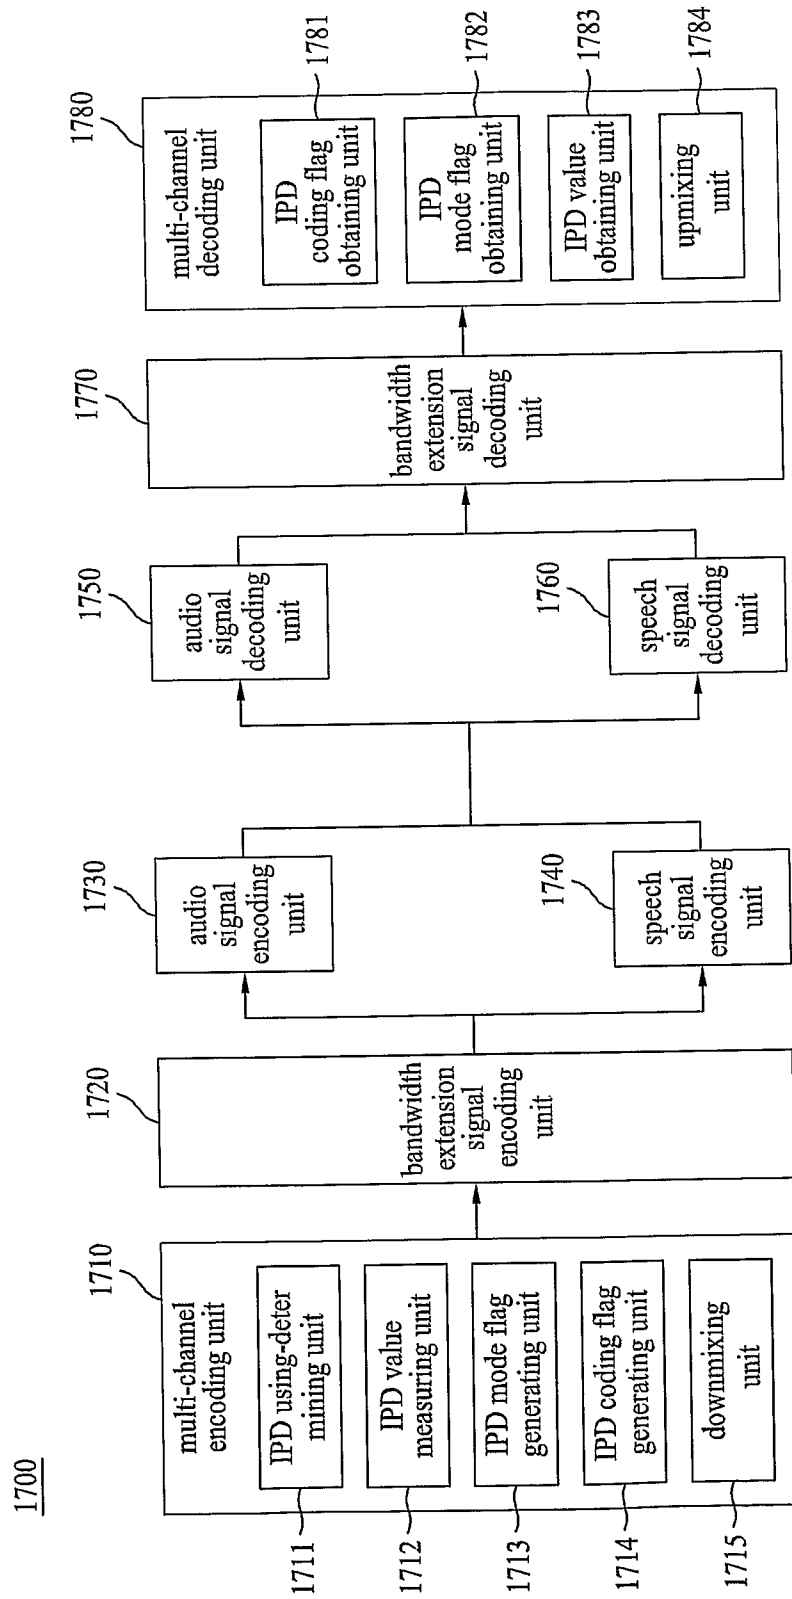 1700
1710
multi-channel
encoding unit
IPD using-deter
mining unit
1711
IPD value
measuring unit
1712
IPD mode flag
generating unit
1713
IPD coding flag
generating unit
1714
downmixing
unit
1715
1720
bandwidth
extension
signal
encoding
unit
1730
audio
signal
encoding
unit
1740
speech
signal
encoding
unit
1750
audio
signal
decoding
unit
1760
speech
signal
decoding
unit
1770
bandwidth
extension
signal
decoding
unit
1780
multi-channel
decoding unit
IPD
coding flag
obtaining unit
1781
IPD
mode flag
obtaining unit
1782
IPD value
obtaining unit
1783
upmixing
unit
1784